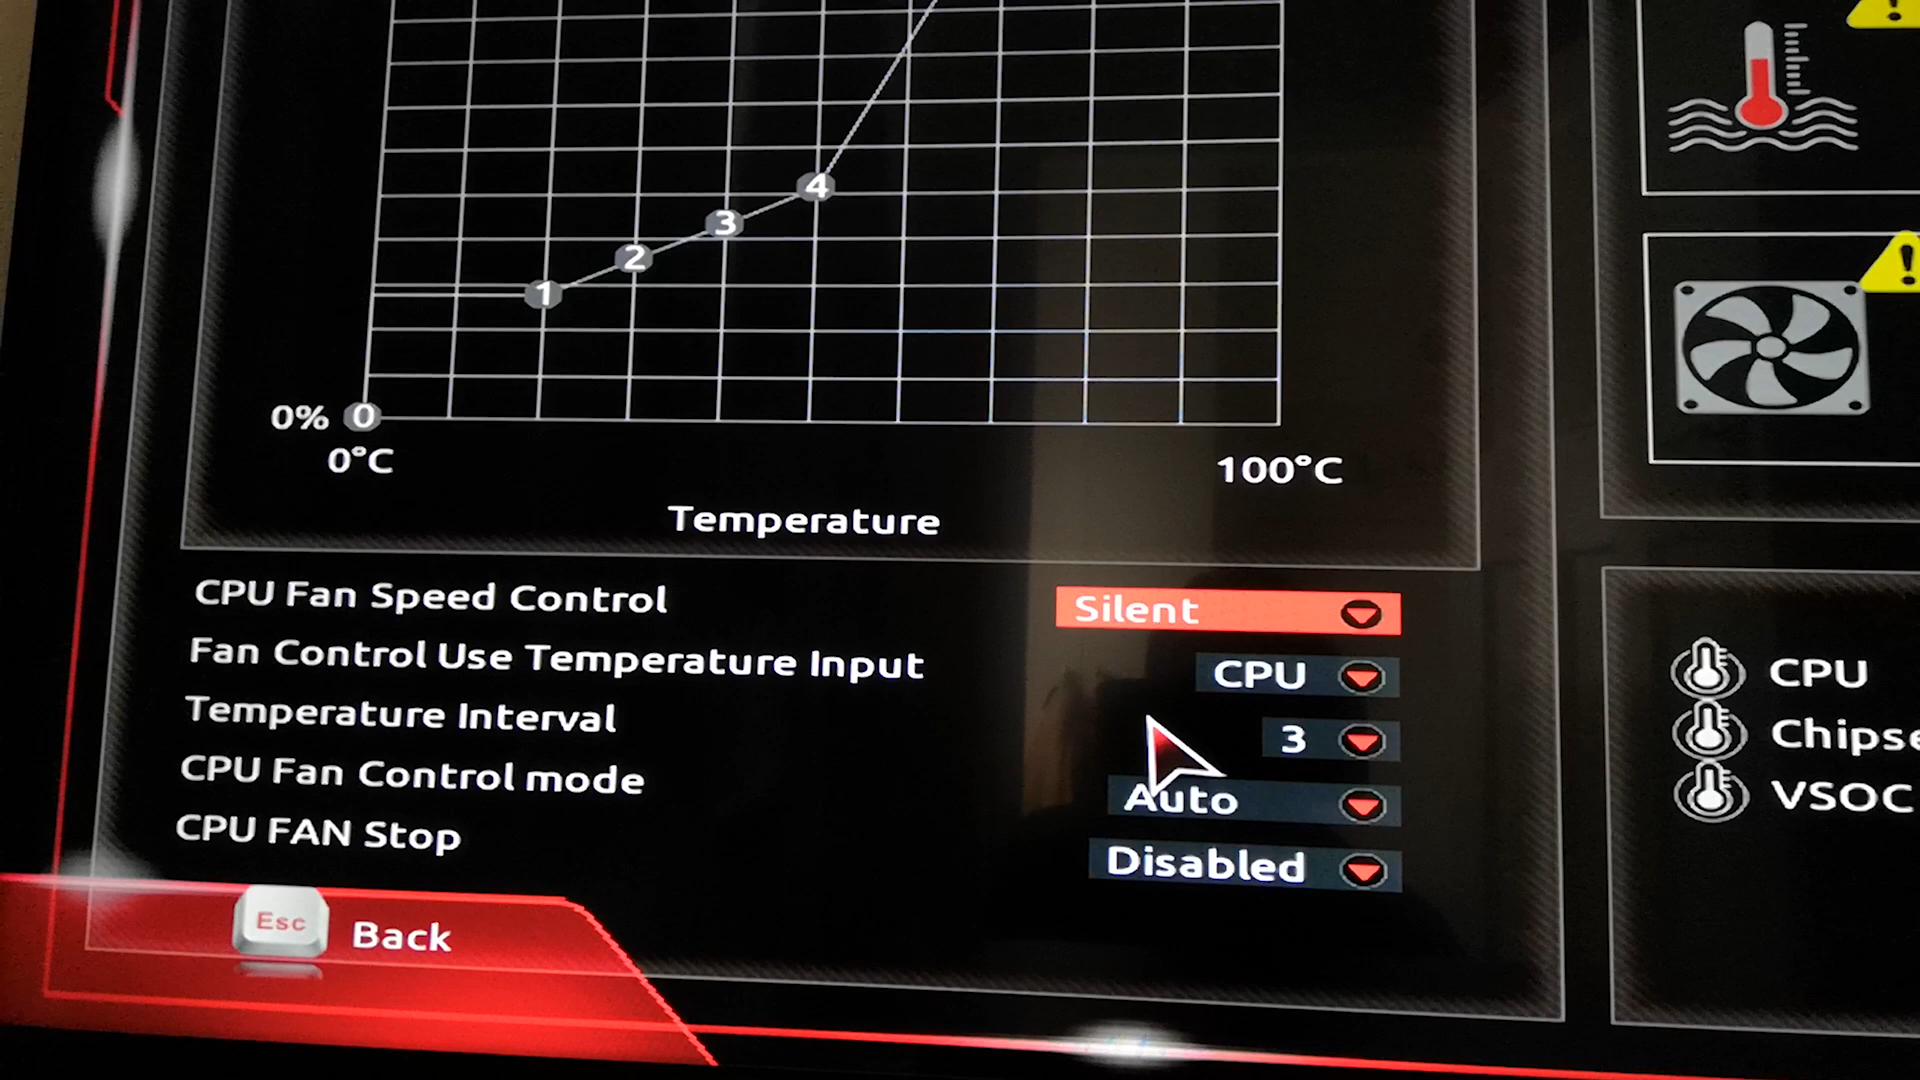 4
3
2
1
0% 0
0°C 100°C
Temperature
CPU Fan Speed Control Silent
Fan Control Use Temperature Input CPU
Temperature Interval 3
CPU Fan Control mode Auto
CPU FAN Stop Disabled
Esc Back
CPU
Chipse
VSOC